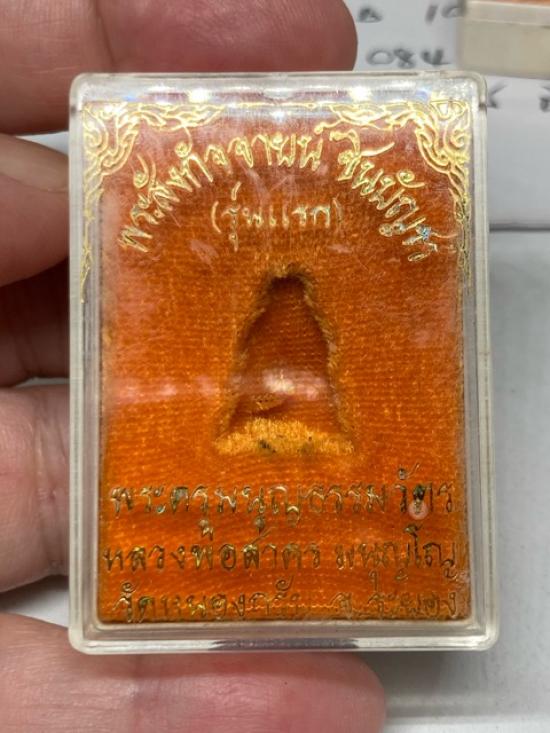 พระสังกัจจายน์ ชินบัญชร
(รุ่นแรก)
พระครูมนูญธรรมวัตร
หลวงพ่อสาคร มนุญโญ
วัดหนองกรับ จ.ระยอง
084